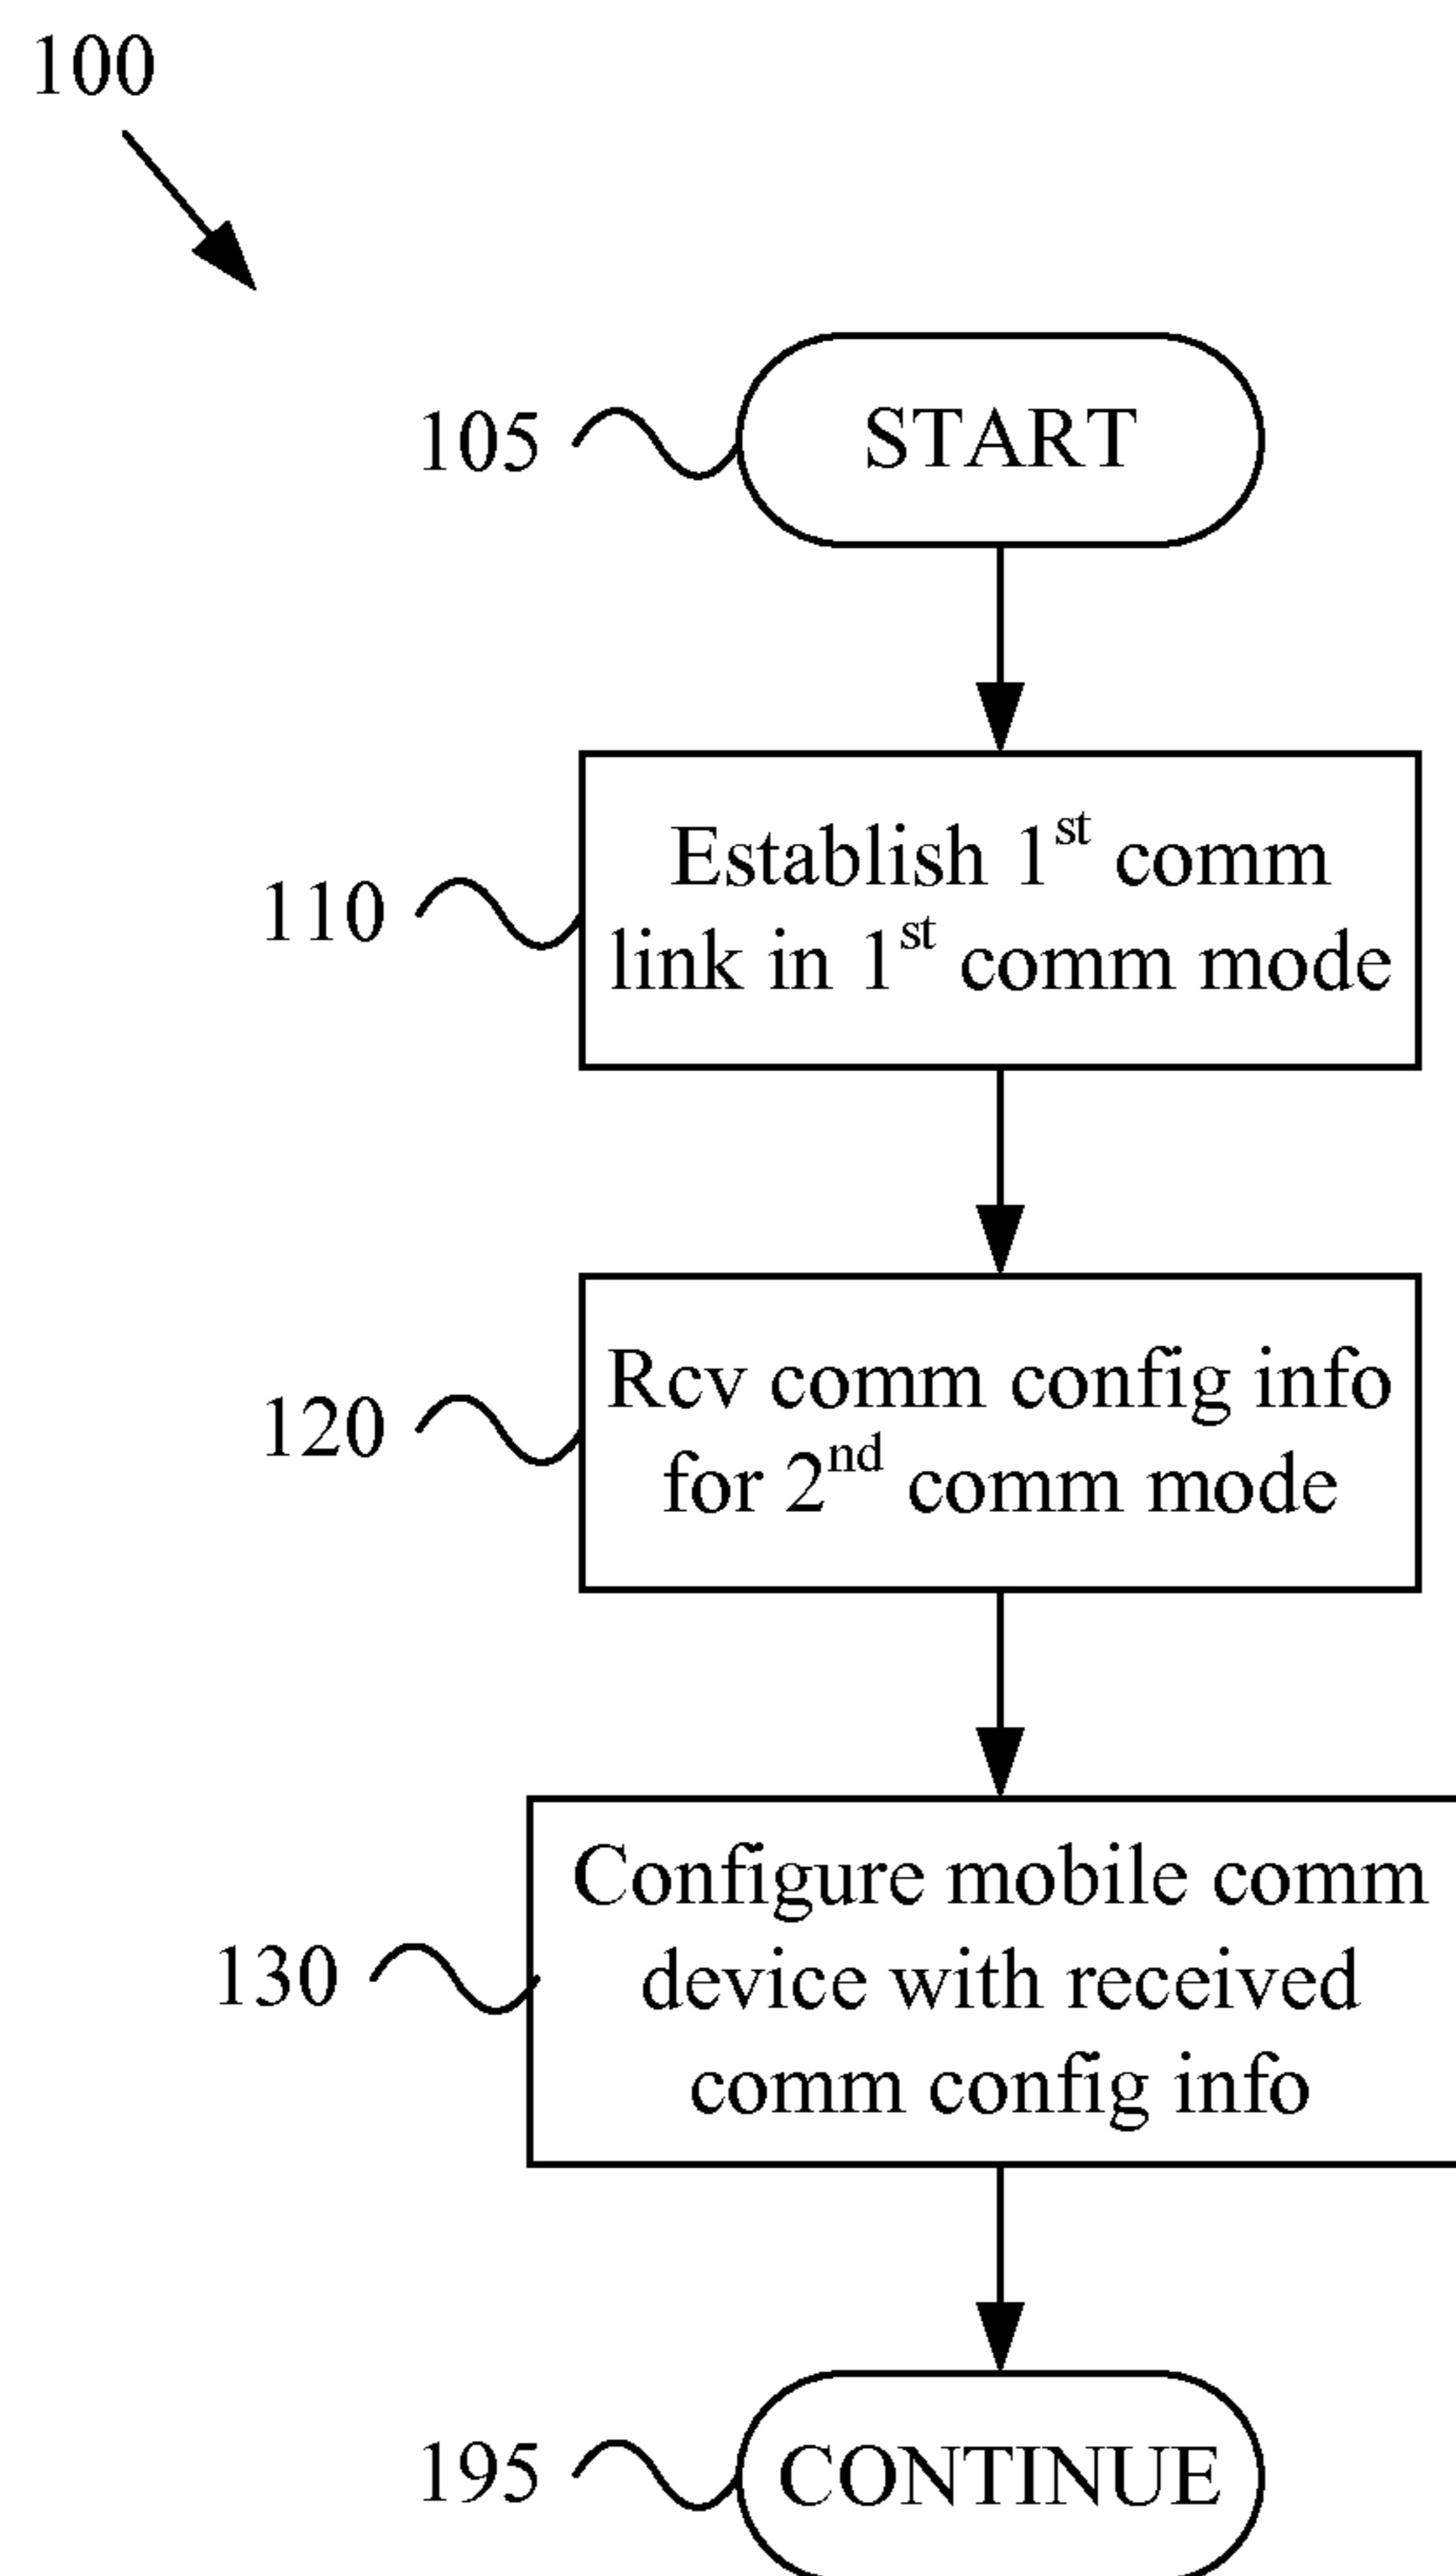 100
105
START
110
Establish 1st comm
link in 1st comm mode
120
Rcv comm config info
for 2nd comm mode
130
Configure mobile comm
device with received
comm config info
195
CONTINUE